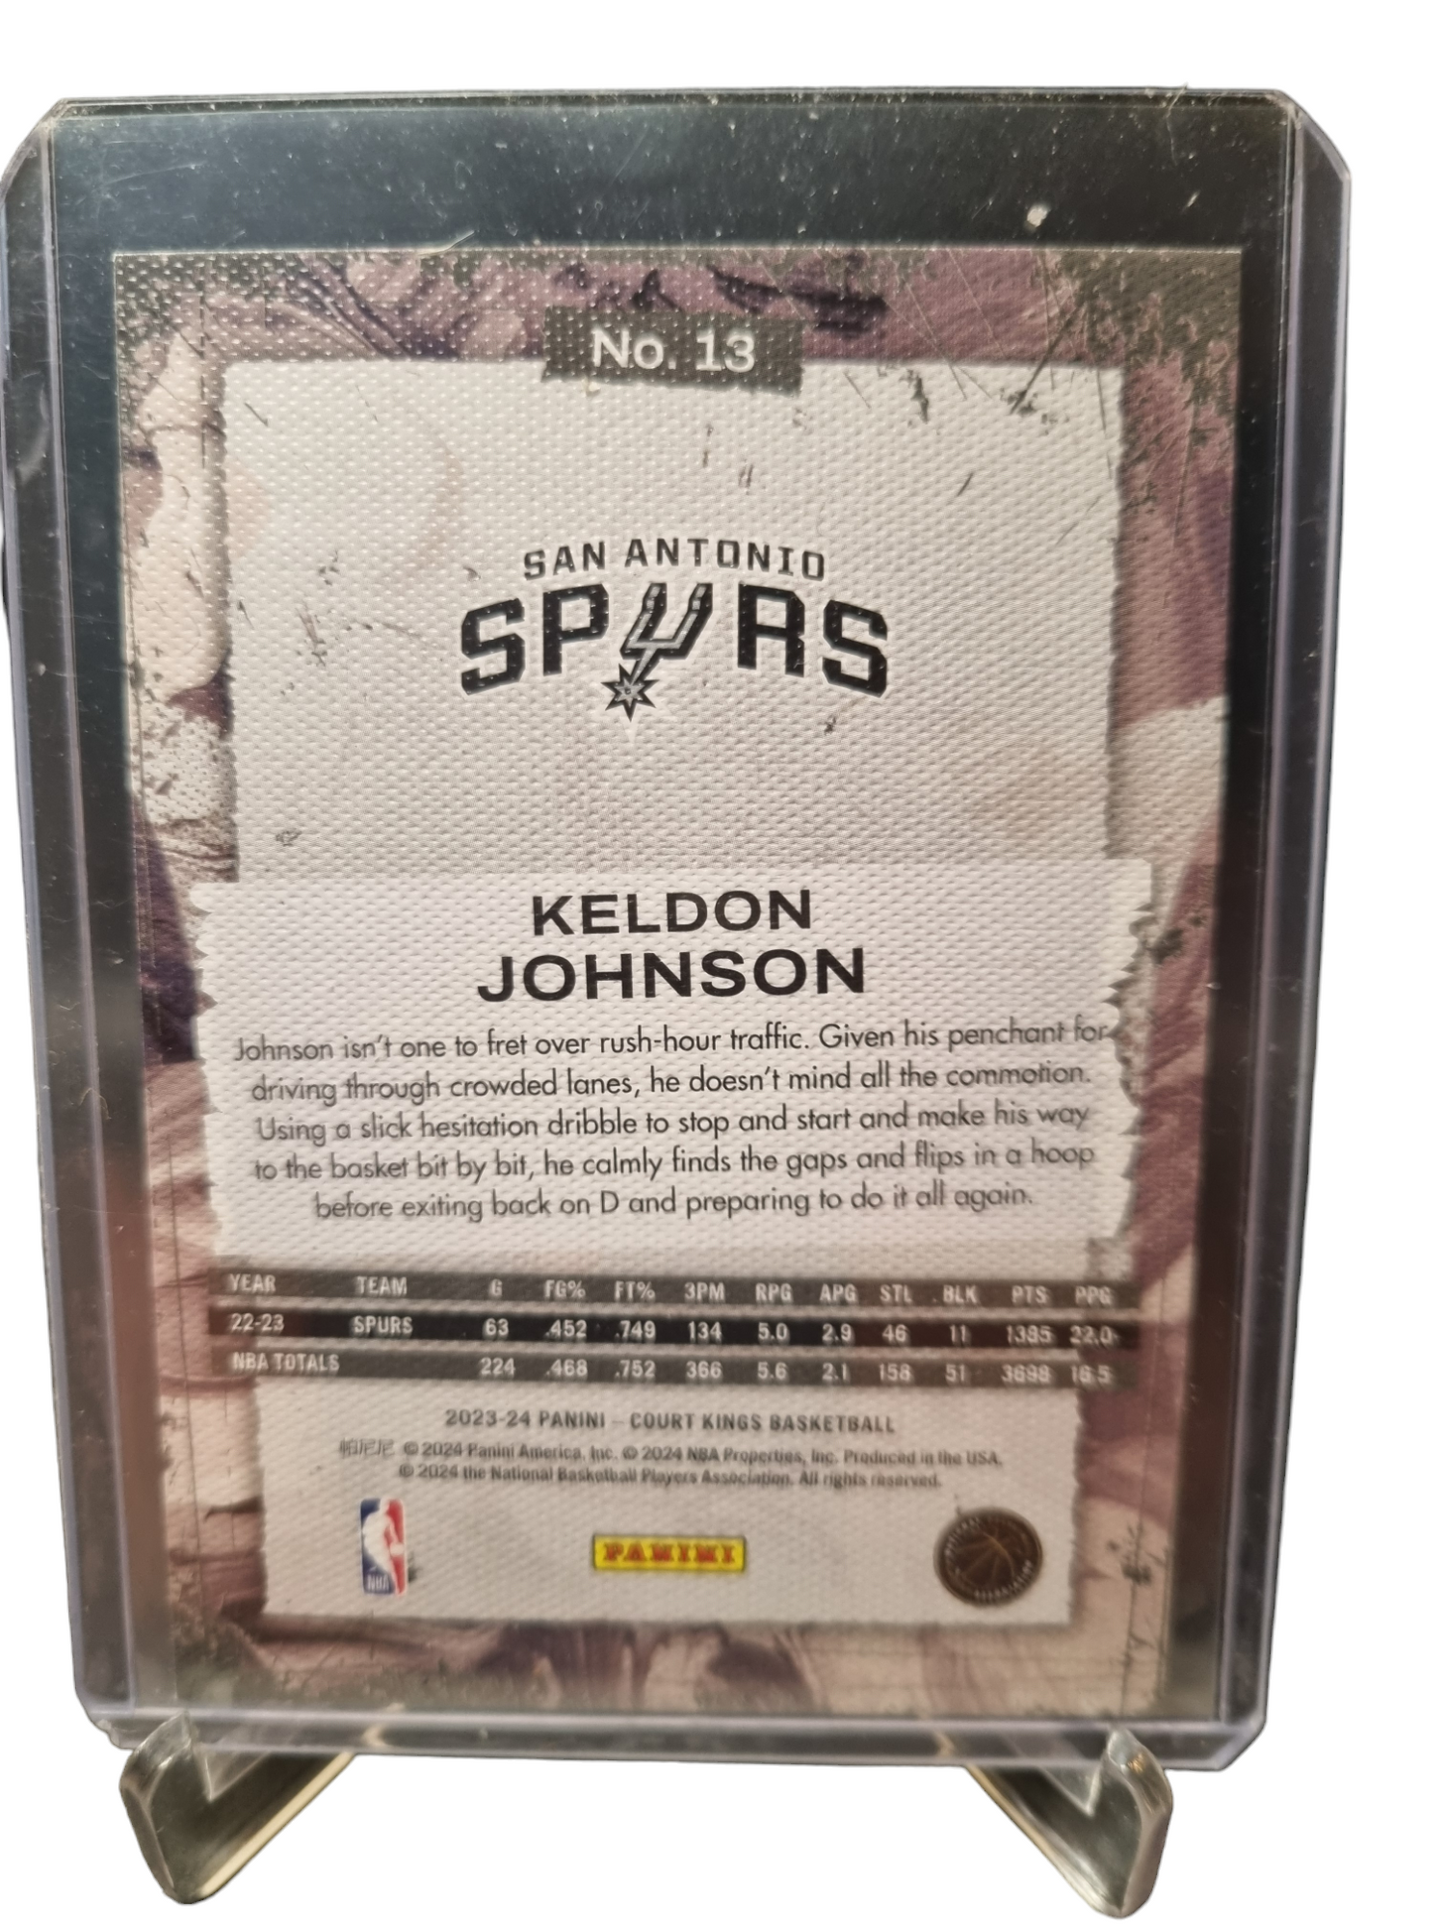 No. 13
SAN ANTONIO
SPURS
KELDON
JOHNSON
Johnson isn't one to fret over rush-hour traffic. Given his penchant for
driving through crowded lanes, he doesn't mind all the commotion.
Using a slick hesitation dribble to stop and start and make his way
to the basket bit by bit, he calmly finds the gaps and flips in a hoop
before exiting back on D and preparing to do it all again.
YEAR TEAM G FG% FT% 3PM RPG APG STL BLK PTS PPG
22-23 SPURS 63 .452 .749 134 5.0 2.9 46 11 1385 22.0
NBA TOTALS 224 .468 .752 366 5.6 2.1 158 51 3698 16.5
2023-24 PANINI – COURT KINGS BASKETBALL
帕尼尼 © 2024 Panini America, Inc. © 2024 NBA Properties, Inc. Produced in the USA.
© 2024 the National Basketball Players Association. All rights reserved.
NBA
PANINI